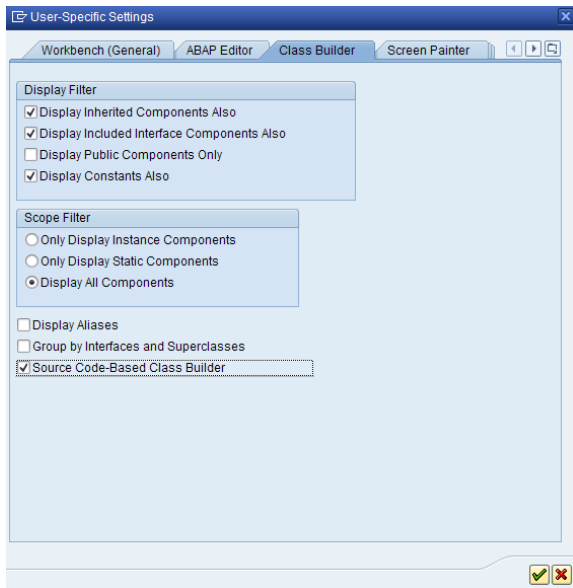 User-Specific Settings
Workbench (General) ABAP Editor Class Builder Screen Painter
Display Filter
Display Inherited Components Also
Display Included Interface Components Also
Display Public Components Only
Display Constants Also
Scope Filter
Only Display Instance Components
Only Display Static Components
Display All Components
Display Aliases
Group by Interfaces and Superclasses
Source Code-Based Class Builder